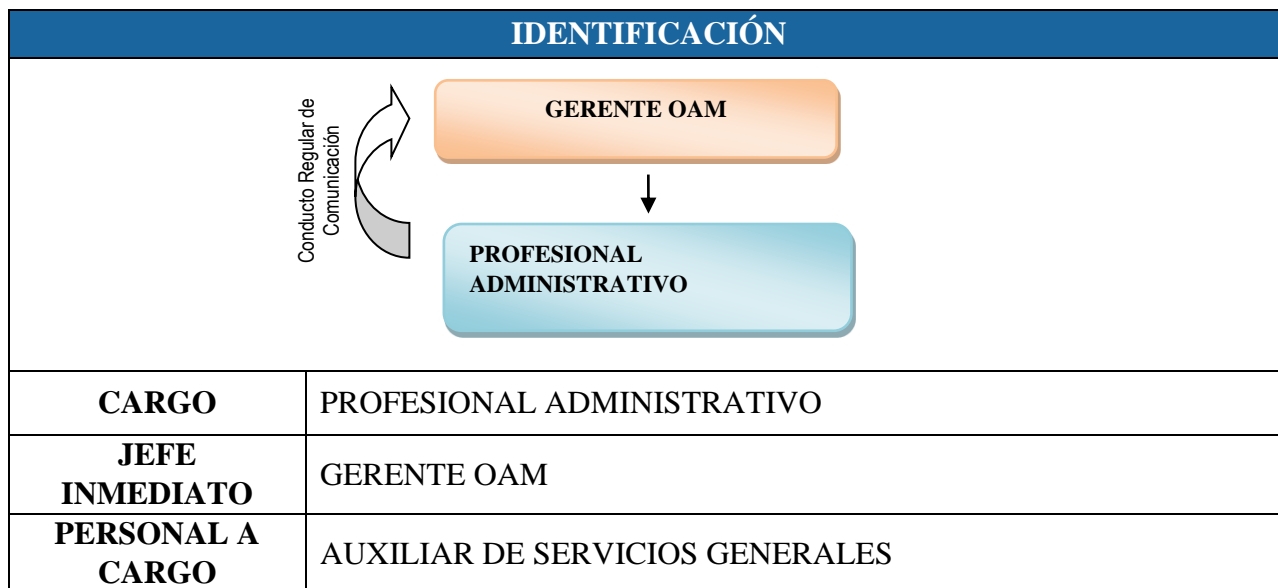 IDENTIFICACIÓN
Conducto Regular de
Comunicación
GERENTE OAM
PROFESIONAL
ADMINISTRATIVO
CARGO
PROFESIONAL ADMINISTRATIVO
JEFE
INMEDIATO
GERENTE OAM
PERSONAL A
CARGO
AUXILIAR DE SERVICIOS GENERALES